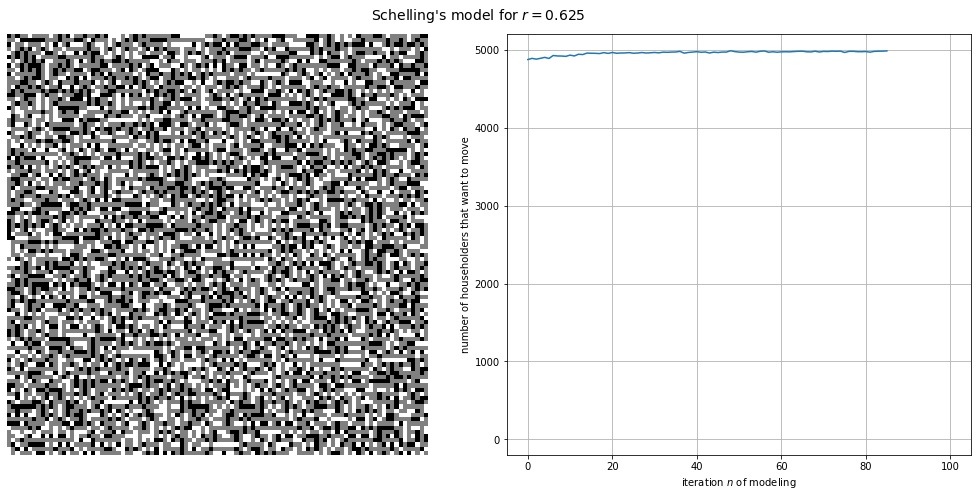 Schelling's model for r = 0.625
number of householders that want to move
5000
4000
3000
2000
1000
0
0 20 40 60 80 100
iteration n of modeling